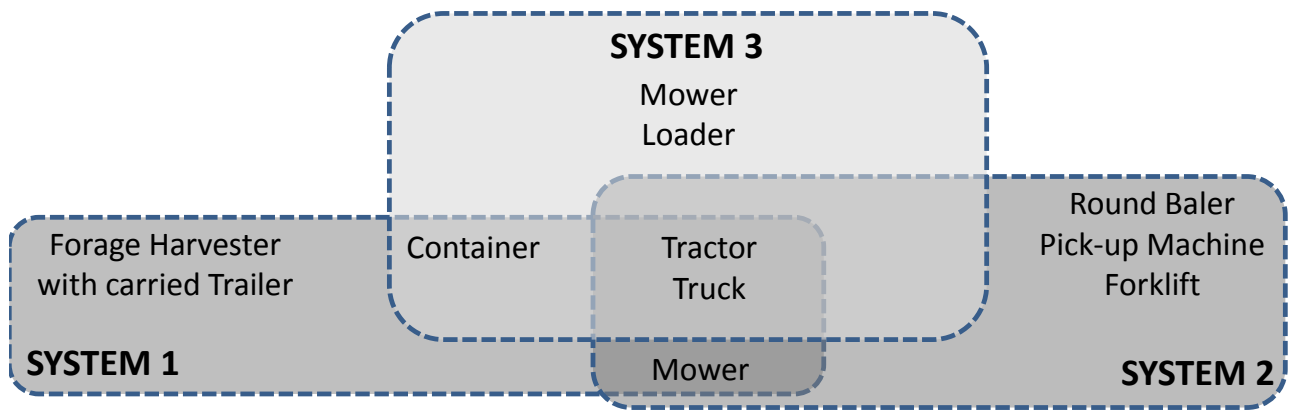 SYSTEM 3
Mower
Loader
Forage Harvester
with carried Trailer
SYSTEM 1
Container
Tractor
Truck
Mower
Round Baler
Pick-up Machine
Forklift
SYSTEM 2